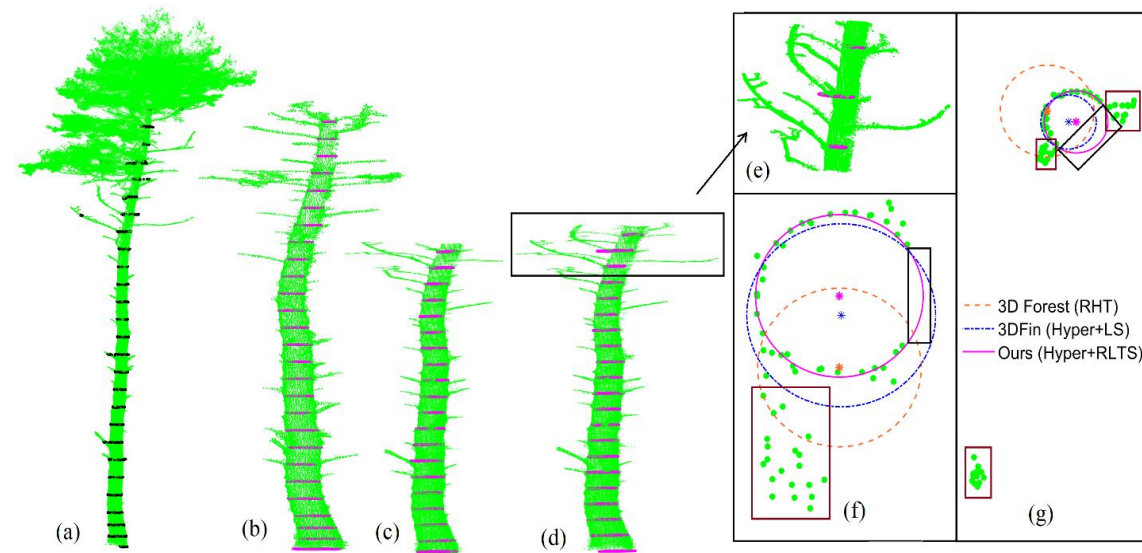 (a)
(b)
(c)
(d)
(e)
(f)
(g)
3D Forest (RHT)
3DFin (Hyper+LS)
Ours (Hyper+RLTS)